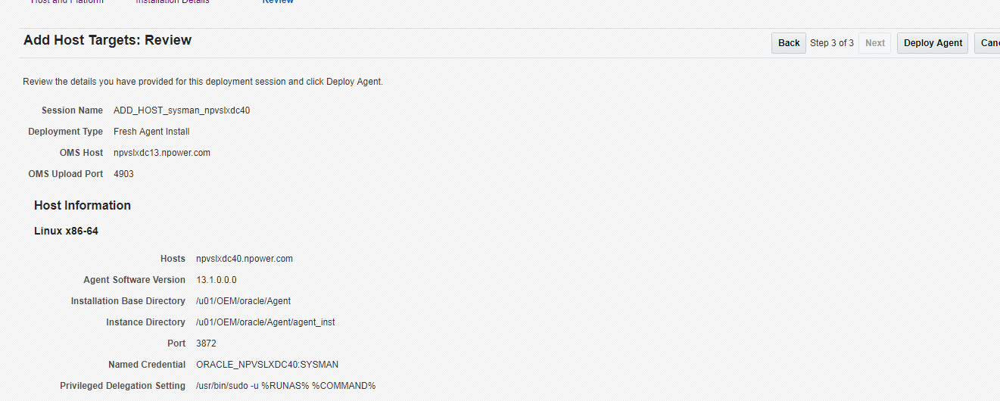 Host and Platform Installation Details Review
Add Host Targets: Review
Back Step 3 of 3 Next Deploy Agent Canc
Review the details you have provided for this deployment session and click Deploy Agent.
Session Name ADD_HOST_sysman_npvslxdc40
Deployment Type Fresh Agent Install
OMS Host npvslxdc13.npower.com
OMS Upload Port 4903
Host Information
Linux x86-64
Hosts npvslxdc40.npower.com
Agent Software Version 13.1.0.0.0
Installation Base Directory /u01/OEM/oracle/Agent
Instance Directory /u01/OEM/oracle/Agent/agent_inst
Port 3872
Named Credential ORACLE_NPVSLXDC40:SYSMAN
Privileged Delegation Setting /usr/bin/sudo -u %RUNAS% %COMMAND%